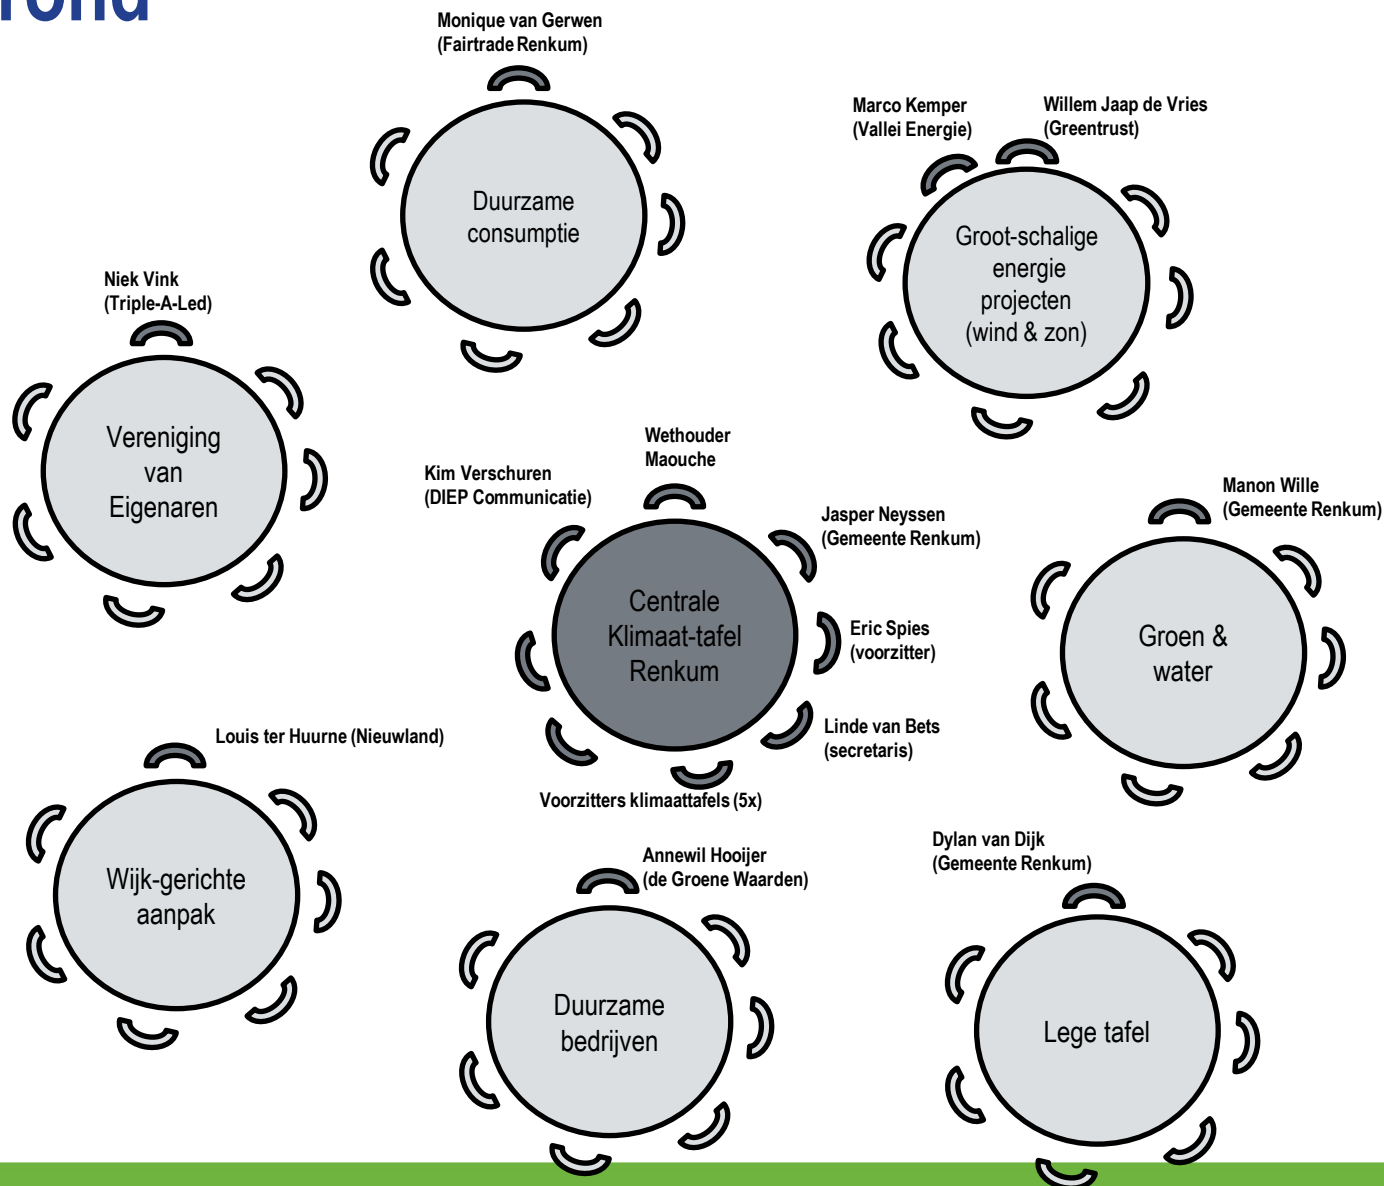 Monique van Gerwen
(Fairtrade Renkum)
Duurzame
consumptie
Marco Kemper
(Vallei Energie)
Willem Jaap de Vries
(Greentrust)
Groot-schalige
energie
projecten
(wind & zon)
Niek Vink
(Triple-A-Led)
Vereniging
van
Eigenaren
Wethouder
Maouche
Kim Verschuren
(DIEP Communicatie)
Jasper Neyssen
(Gemeente Renkum)
Eric Spies
(voorzitter)
Linde van Bets
(secretaris)
Voorzitters klimaattafels (5x)
Centrale
Klimaat-tafel
Renkum
Manon Wille
(Gemeente Renkum)
Groen &
water
Louis ter Huurne (Nieuwland)
Wijk-gerichte
aanpak
Annewil Hooijer
(de Groene Waarden)
Duurzame
bedrijven
Dylan van Dijk
(Gemeente Renkum)
Lege tafel